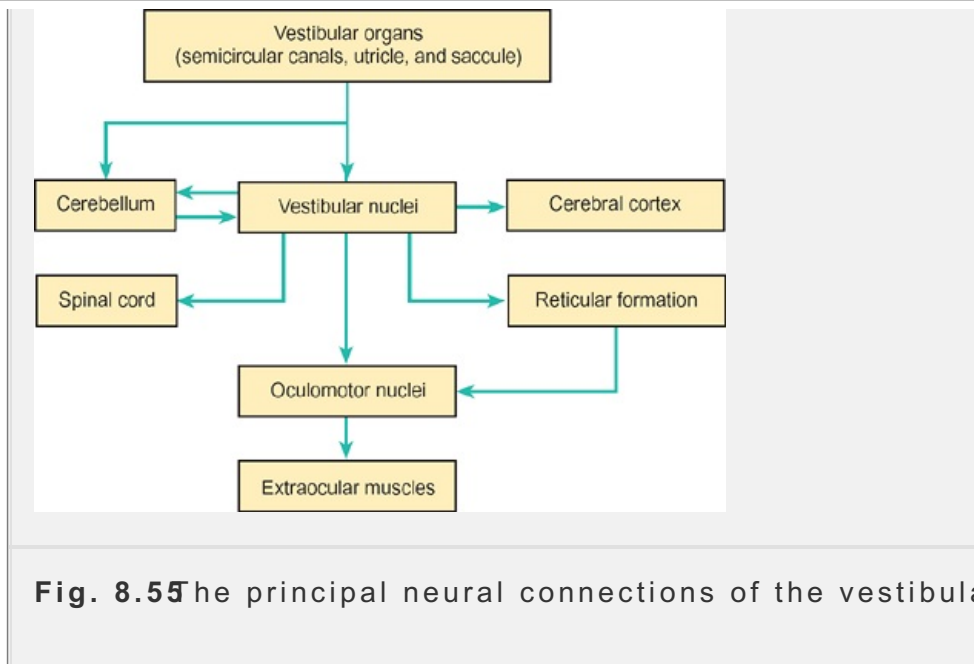 Vestibular organs
(semicircular canals, utricle, and saccule)
Cerebellum
Vestibular nuclei
Cerebral cortex
Spinal cord
Reticular formation
Oculomotor nuclei
Extraocular muscles
Fig. 8.55 The principal neural connections of the